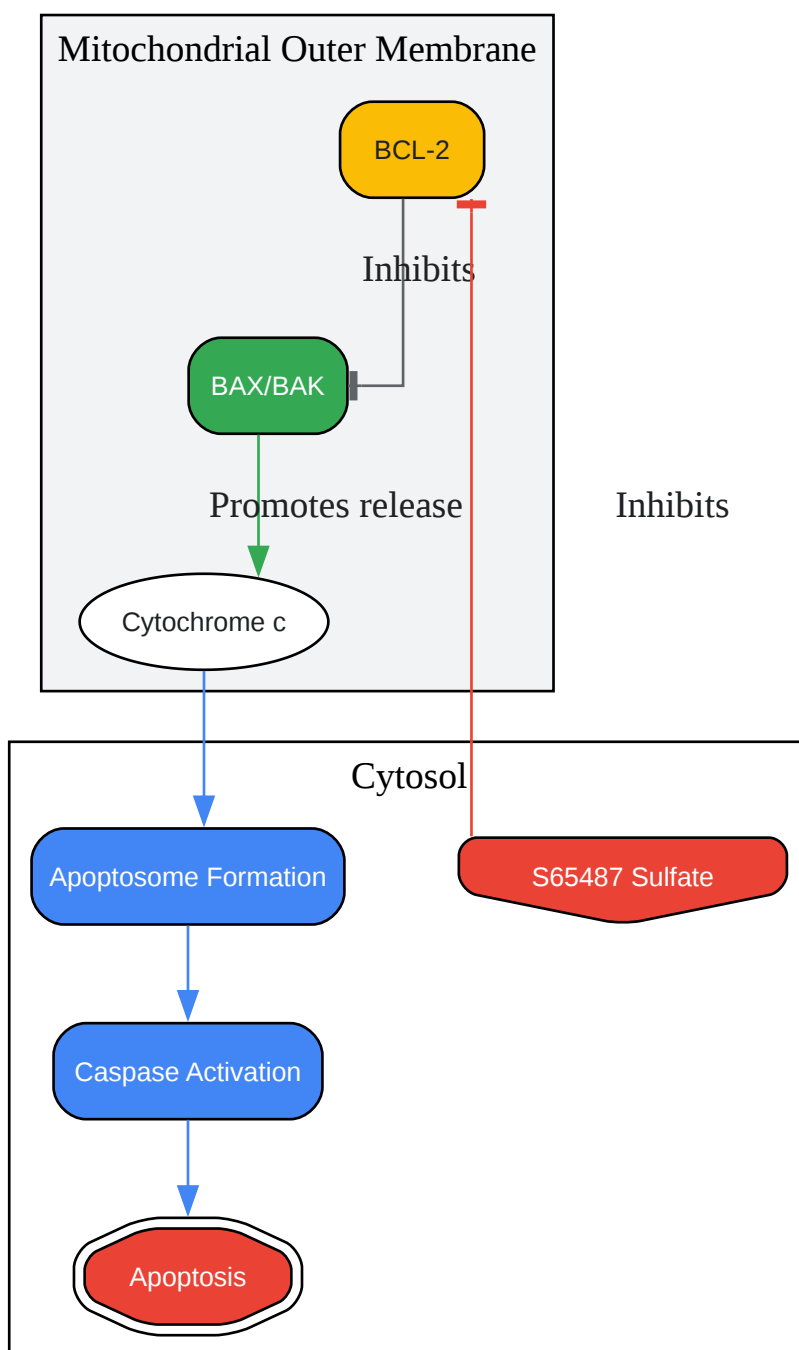 Mitochondrial Outer Membrane
BCL-2
Inhibits
BAX/BAK
Promotes release
Inhibits
Cytochrome c
Cytosol
Apoptosome Formation
S65487 Sulfate
Caspase Activation
Apoptosis